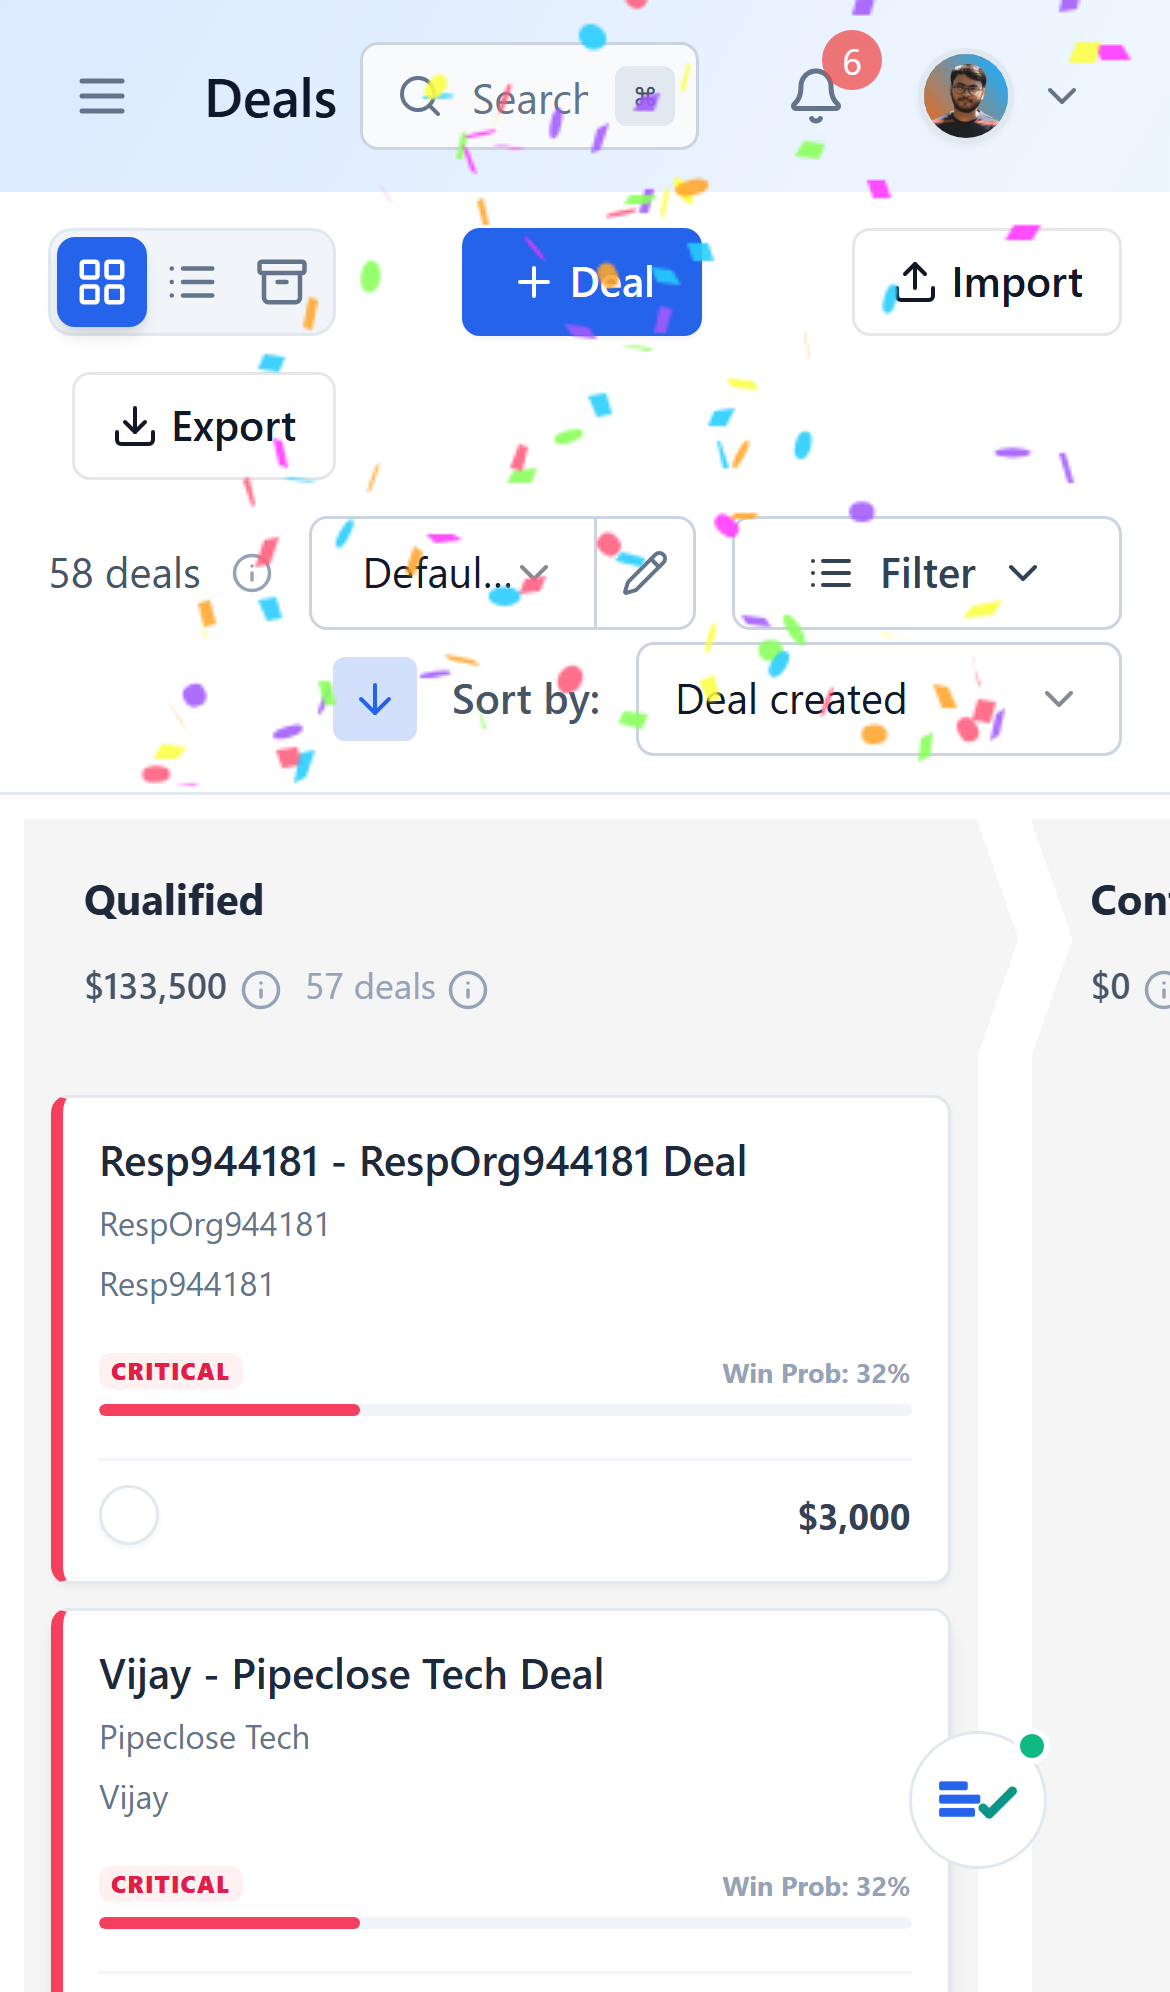 Deals
Search
⌘
6
+ Deal
Import
Export
58 deals
Defaul...
Filter
Sort by:
Deal created
Qualified
$133,500
57 deals
$0
Resp944181 - RespOrg944181 Deal
RespOrg944181
Resp944181
CRITICAL
Win Prob: 32%
$3,000
Vijay - Pipeclose Tech Deal
Pipeclose Tech
Vijay
CRITICAL
Win Prob: 32%